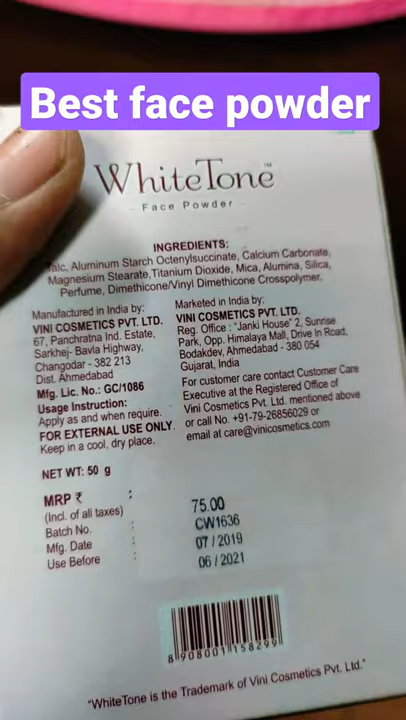 Best face powder
WhiteTone™
- Face Powder -
INGREDIENTS:
Talc, Aluminum Starch Octenylsuccinate, Calcium Carbonate,
Magnesium Stearate, Titanium Dioxide, Mica, Alumina, Silica,
Perfume, Dimethicone/Vinyl Dimethicone Crosspolymer.
Manufactured in India by:
VINI COSMETICS PVT. LTD.
67, Panchratna Ind. Estate,
Sarkhej- Bavla Highway,
Changodar - 382 213
Dist. Ahmedabad
Mfg. Lic. No.: GC/1086
Usage Instruction:
Apply as and when require.
FOR EXTERNAL USE ONLY.
Keep in a cool, dry place.
Marketed in India by:
VINI COSMETICS PVT. LTD.
Reg. Office : "Janki House" 2, Sunrise
Park, Opp. Himalaya Mall, Drive In Road,
Bodakdev, Ahmedabad - 380 054
Gujarat, India
For customer care contact Customer Care
Executive at the Registered Office of
Vini Cosmetics Pvt. Ltd. mentioned above
or call No. +91-79-26856029 or
email at care@vinicosmetics.com
NET WT: 50 g
MRP ₹ : 75.00
(Incl. of all taxes)
Batch No. : CW1636
Mfg. Date : 07 / 2019
Use Before : 06 / 2021
8 908001 158299
"WhiteTone is the Trademark of Vini Cosmetics Pvt. Ltd."